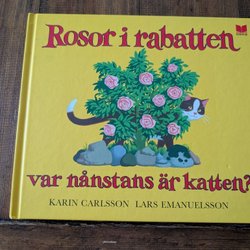 Rosor i rabatten
var nånstans är katten?
KARIN CARLSSON LARS EMANUELSSON